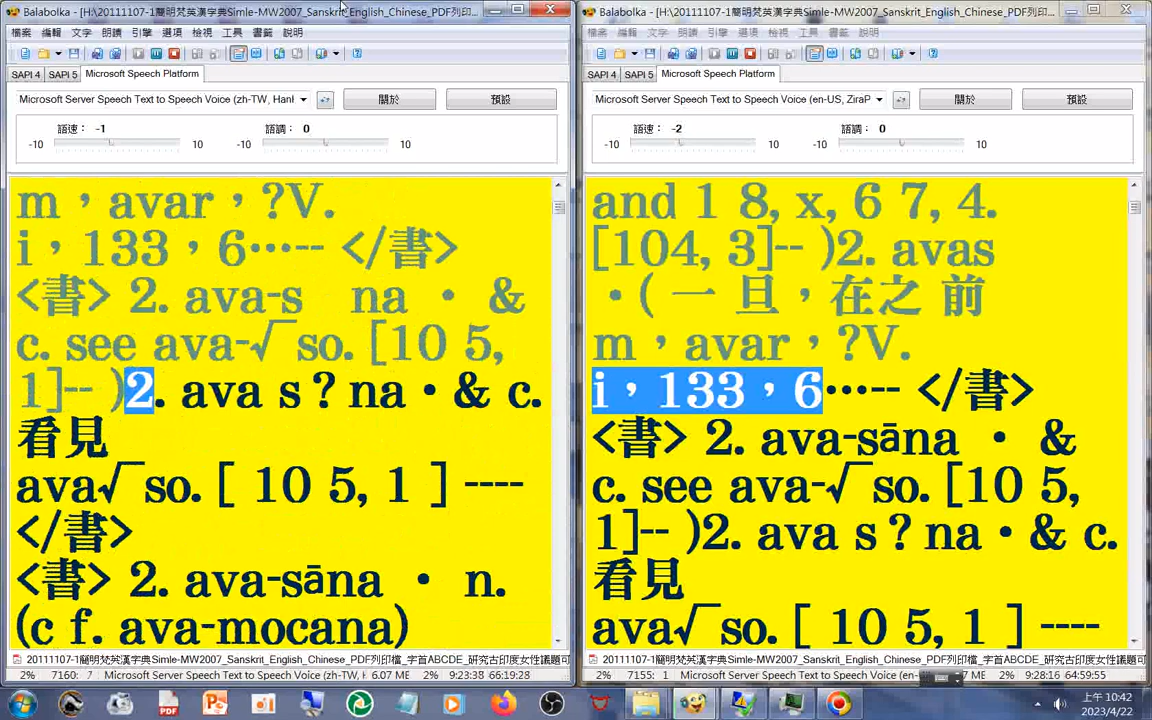 Balabolka - [H:\20111107-1簡明梵英漢字典Simle-MW2007_Sanskrit_English_Chinese_PDF列印...
檔案 編輯 文字 朗讀 引擎 選項 檢視 工具 書籤 說明
SAPI 4 SAPI 5 Microsoft Speech Platform
Microsoft Server Speech Text to Speech Voice (zh-TW, HanH
關於 預設
語速： -1 語調： 0
-10 10 -10 10
m，avar，?V.
i，133，6…-- </書>
<書> 2. ava-s na • &
c. see ava-√so. [10 5,
1]-- )2. ava s？na • & c.
看見
ava√so. [ 10 5, 1 ] ----
</書>
<書> 2. ava-sāna • n.
(c f. ava-mocana)
20111107-1簡明梵英漢字典Simle-MW2007_Sanskrit_English_Chinese_PDF列印檔_字首ABCDE_研究古印度女性議題可
2% 7160: 7 Microsoft Server Speech Text to Speech Voice (zh-TW, 6.07 MB 2% 9:23:38 66:19:28
Balabolka - [H:\20111107-1簡明梵英漢字典Simle-MW2007_Sanskrit_English_Chinese_PDF列印...
檔案 編輯 文字 朗讀 引擎 選項 檢視 工具 書籤 說明
SAPI 4 SAPI 5 Microsoft Speech Platform
Microsoft Server Speech Text to Speech Voice (en-US, ZiraP
關於 預設
語速： -2 語調： 0
-10 10 -10 10
and 1 8, x, 6 7, 4.
[104, 3]-- )2. avas
•( 一 旦，在之 前
m，avar，?V.
i，133，6…-- </書>
<書> 2. ava-sāna • &
c. see ava-√so. [10 5,
1]-- )2. ava s？na • & c.
看見
ava√so. [ 10 5, 1 ] ----
20111107-1簡明梵英漢字典Simle-MW2007_Sanskrit_English_Chinese_PDF列印檔_字首ABCDE_研究古印度女性議題可
2% 7155: 1 Microsoft Server Speech Text to Speech Voice (en-U 2% 9:28:16 64:59:55
上午 10:42
2023/4/22